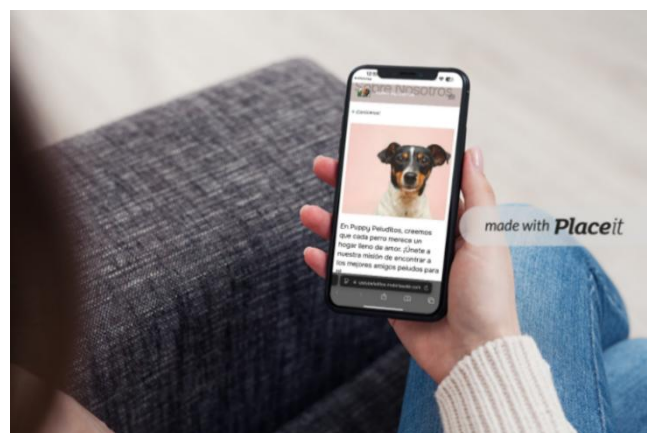 Sobre Nosotros
made with Placeit
En Puppy Peluditos, creemos
que cada perro merece un
hogar lleno de amor. ¡Únete a
nuestra misión de encontrar a
los mejores amigos peludos para